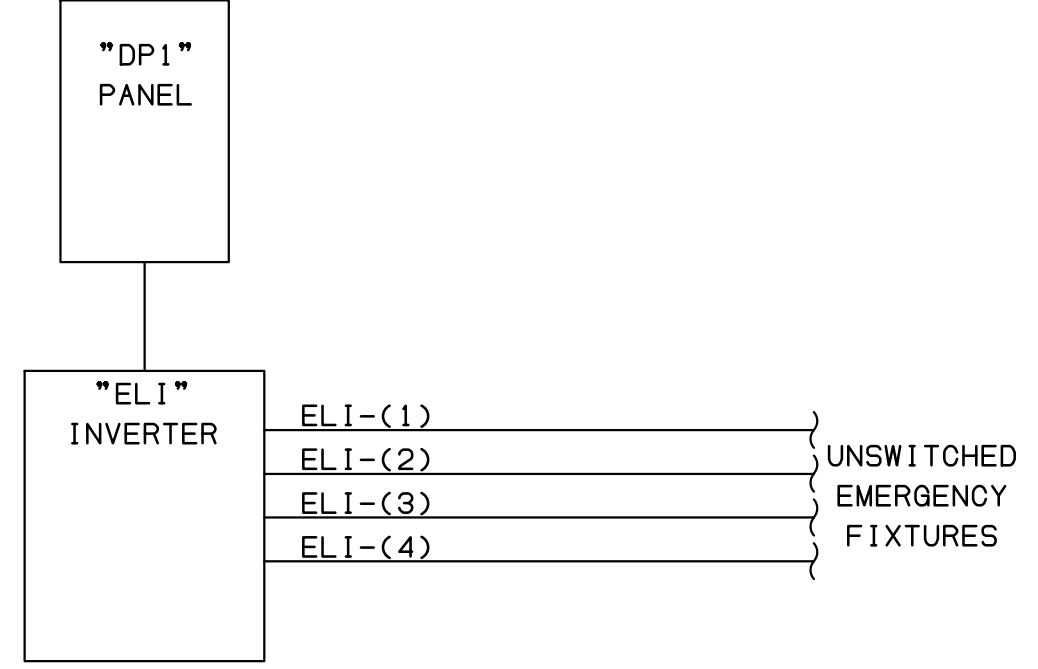 "DP1"
PANEL
"ELI"
INVERTER
ELI-(1)
ELI-(2)
ELI-(3)
ELI-(4)
UNSWITCHED
EMERGENCY
FIXTURES